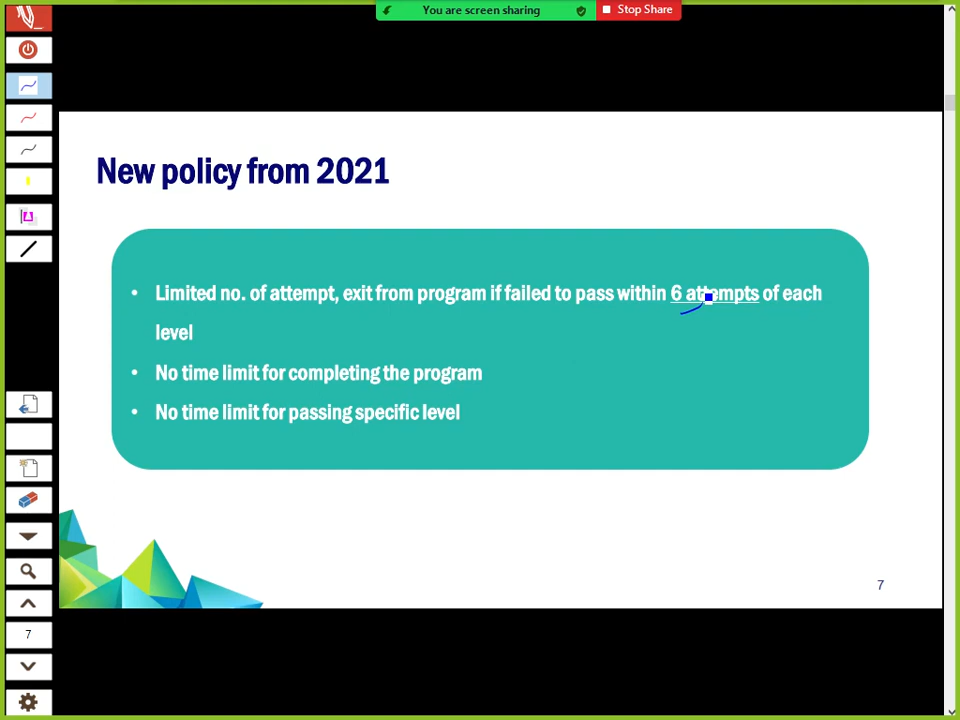 You are screen sharing
Stop Share
New policy from 2021
• Limited no. of attempt, exit from program if failed to pass within 6 attempts of each
level
• No time limit for completing the program
• No time limit for passing specific level
7
7